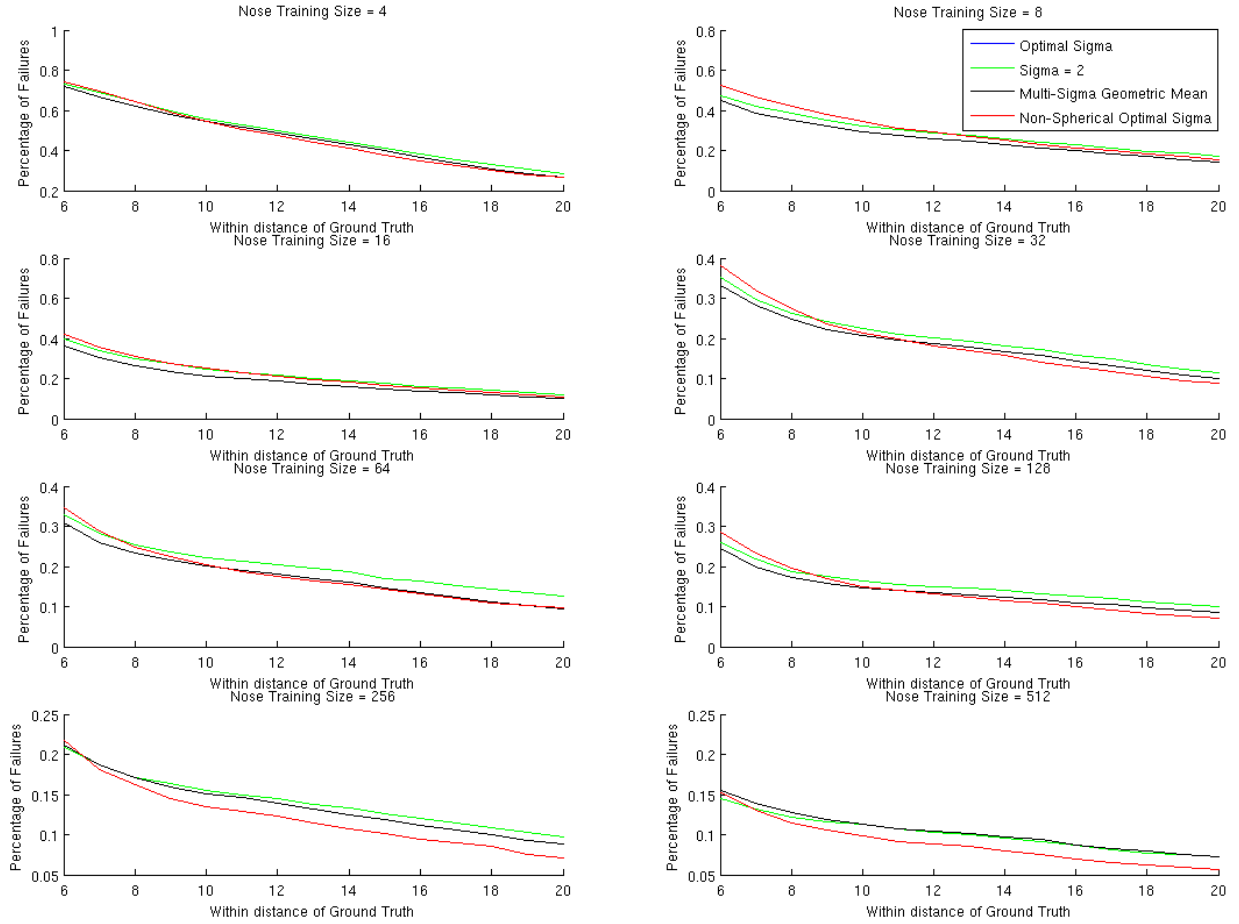 Nose Training Size = 4
Percentage of Failures
1
0.8
0.6
0.4
0.2
6 8 10 12 14 16 18 20
Within distance of Ground Truth
Nose Training Size = 8
Percentage of Failures
0.8
0.6
0.4
0.2
0
6 8 10 12 14 16 18 20
Within distance of Ground Truth
Optimal Sigma
Sigma = 2
Multi-Sigma Geometric Mean
Non-Spherical Optimal Sigma
Nose Training Size = 16
Percentage of Failures
0.8
0.6
0.4
0.2
0
6 8 10 12 14 16 18 20
Within distance of Ground Truth
Nose Training Size = 32
Percentage of Failures
0.4
0.3
0.2
0.1
0
6 8 10 12 14 16 18 20
Within distance of Ground Truth
Nose Training Size = 64
Percentage of Failures
0.4
0.3
0.2
0.1
0
6 8 10 12 14 16 18 20
Within distance of Ground Truth
Nose Training Size = 128
Percentage of Failures
0.4
0.3
0.2
0.1
0
6 8 10 12 14 16 18 20
Within distance of Ground Truth
Nose Training Size = 256
Percentage of Failures
0.25
0.2
0.15
0.1
0.05
6 8 10 12 14 16 18 20
Within distance of Ground Truth
Nose Training Size = 512
Percentage of Failures
0.25
0.2
0.15
0.1
0.05
6 8 10 12 14 16 18 20
Within distance of Ground Truth